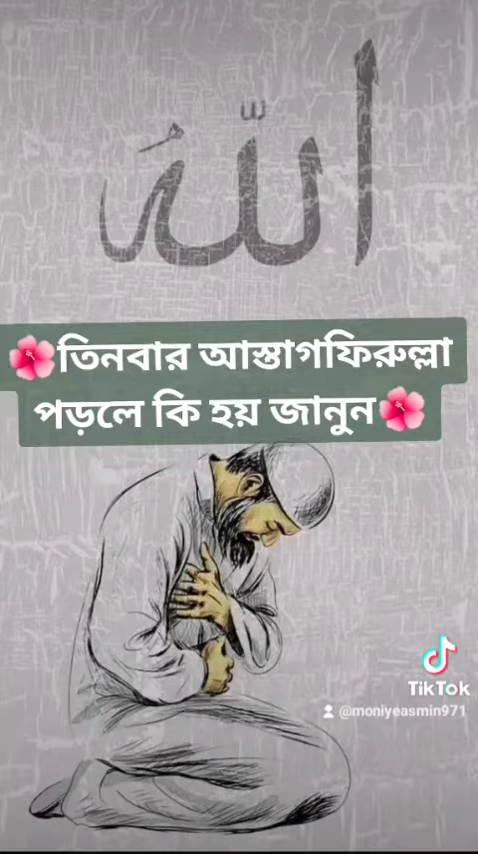 الله
🌺তিনবার আস্তাগফিরুল্লা
পড়লে কি হয় জানুন🌺
TikTok
@moniyeasmin971